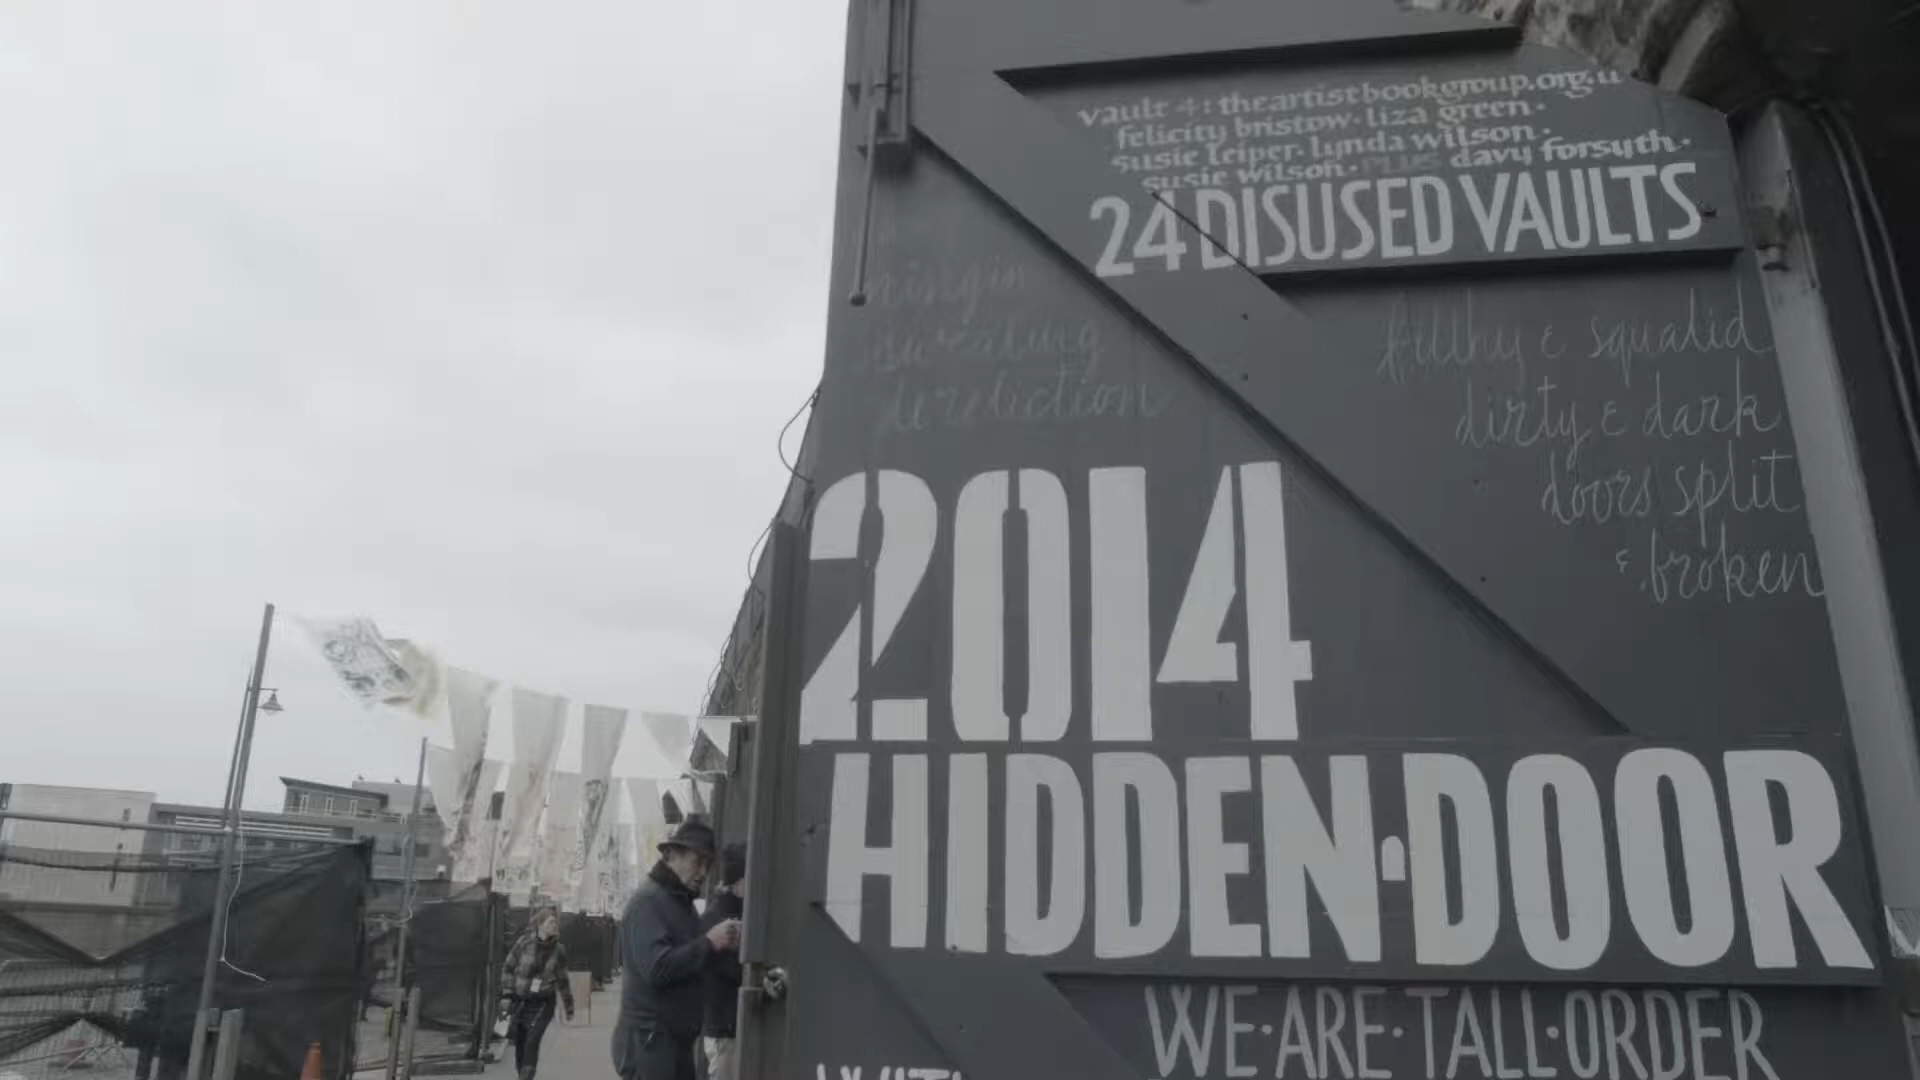 vault 4: theartistbookgroup.org.u
felicity bristow · liza green ·
susie leiper · lynda wilson ·
susie wilson · PLUS davy forsyth ·
24 DISUSED VAULTS
dereliction
filthy & squalid
dirty & dark
doors split
& broken
2014
HIDDEN·DOOR
WE·ARE·TALL·ORDER